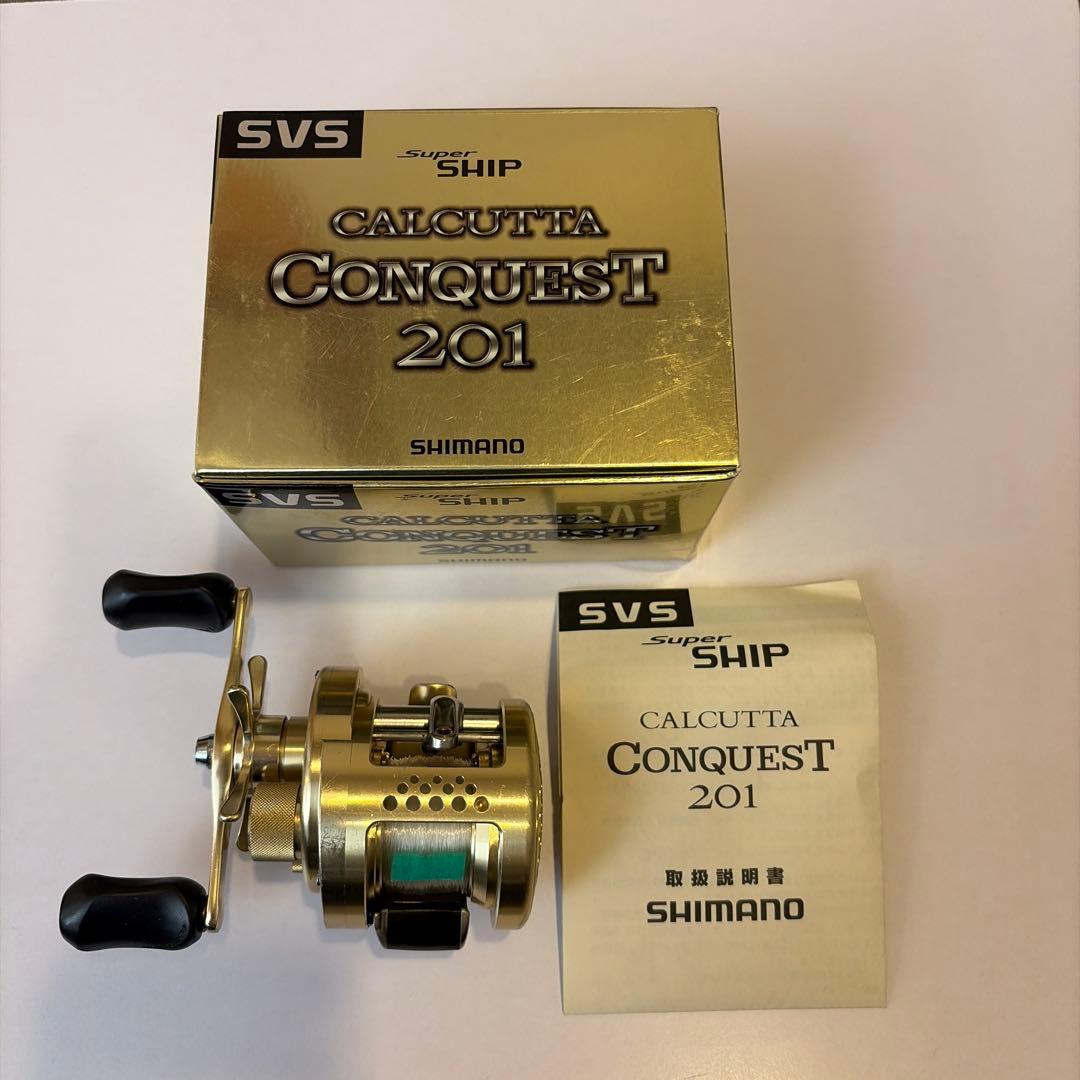 SVS
Super
SHIP
CALCUTTA
CONQUEST
201
SHIMANO
SVS
Super
SHIP
CALCUTTA
CONQUEST
201
SHIMANO
SVS
SVS
Super
SHIP
CALCUTTA
CONQUEST
201
取扱説明書
SHIMANO